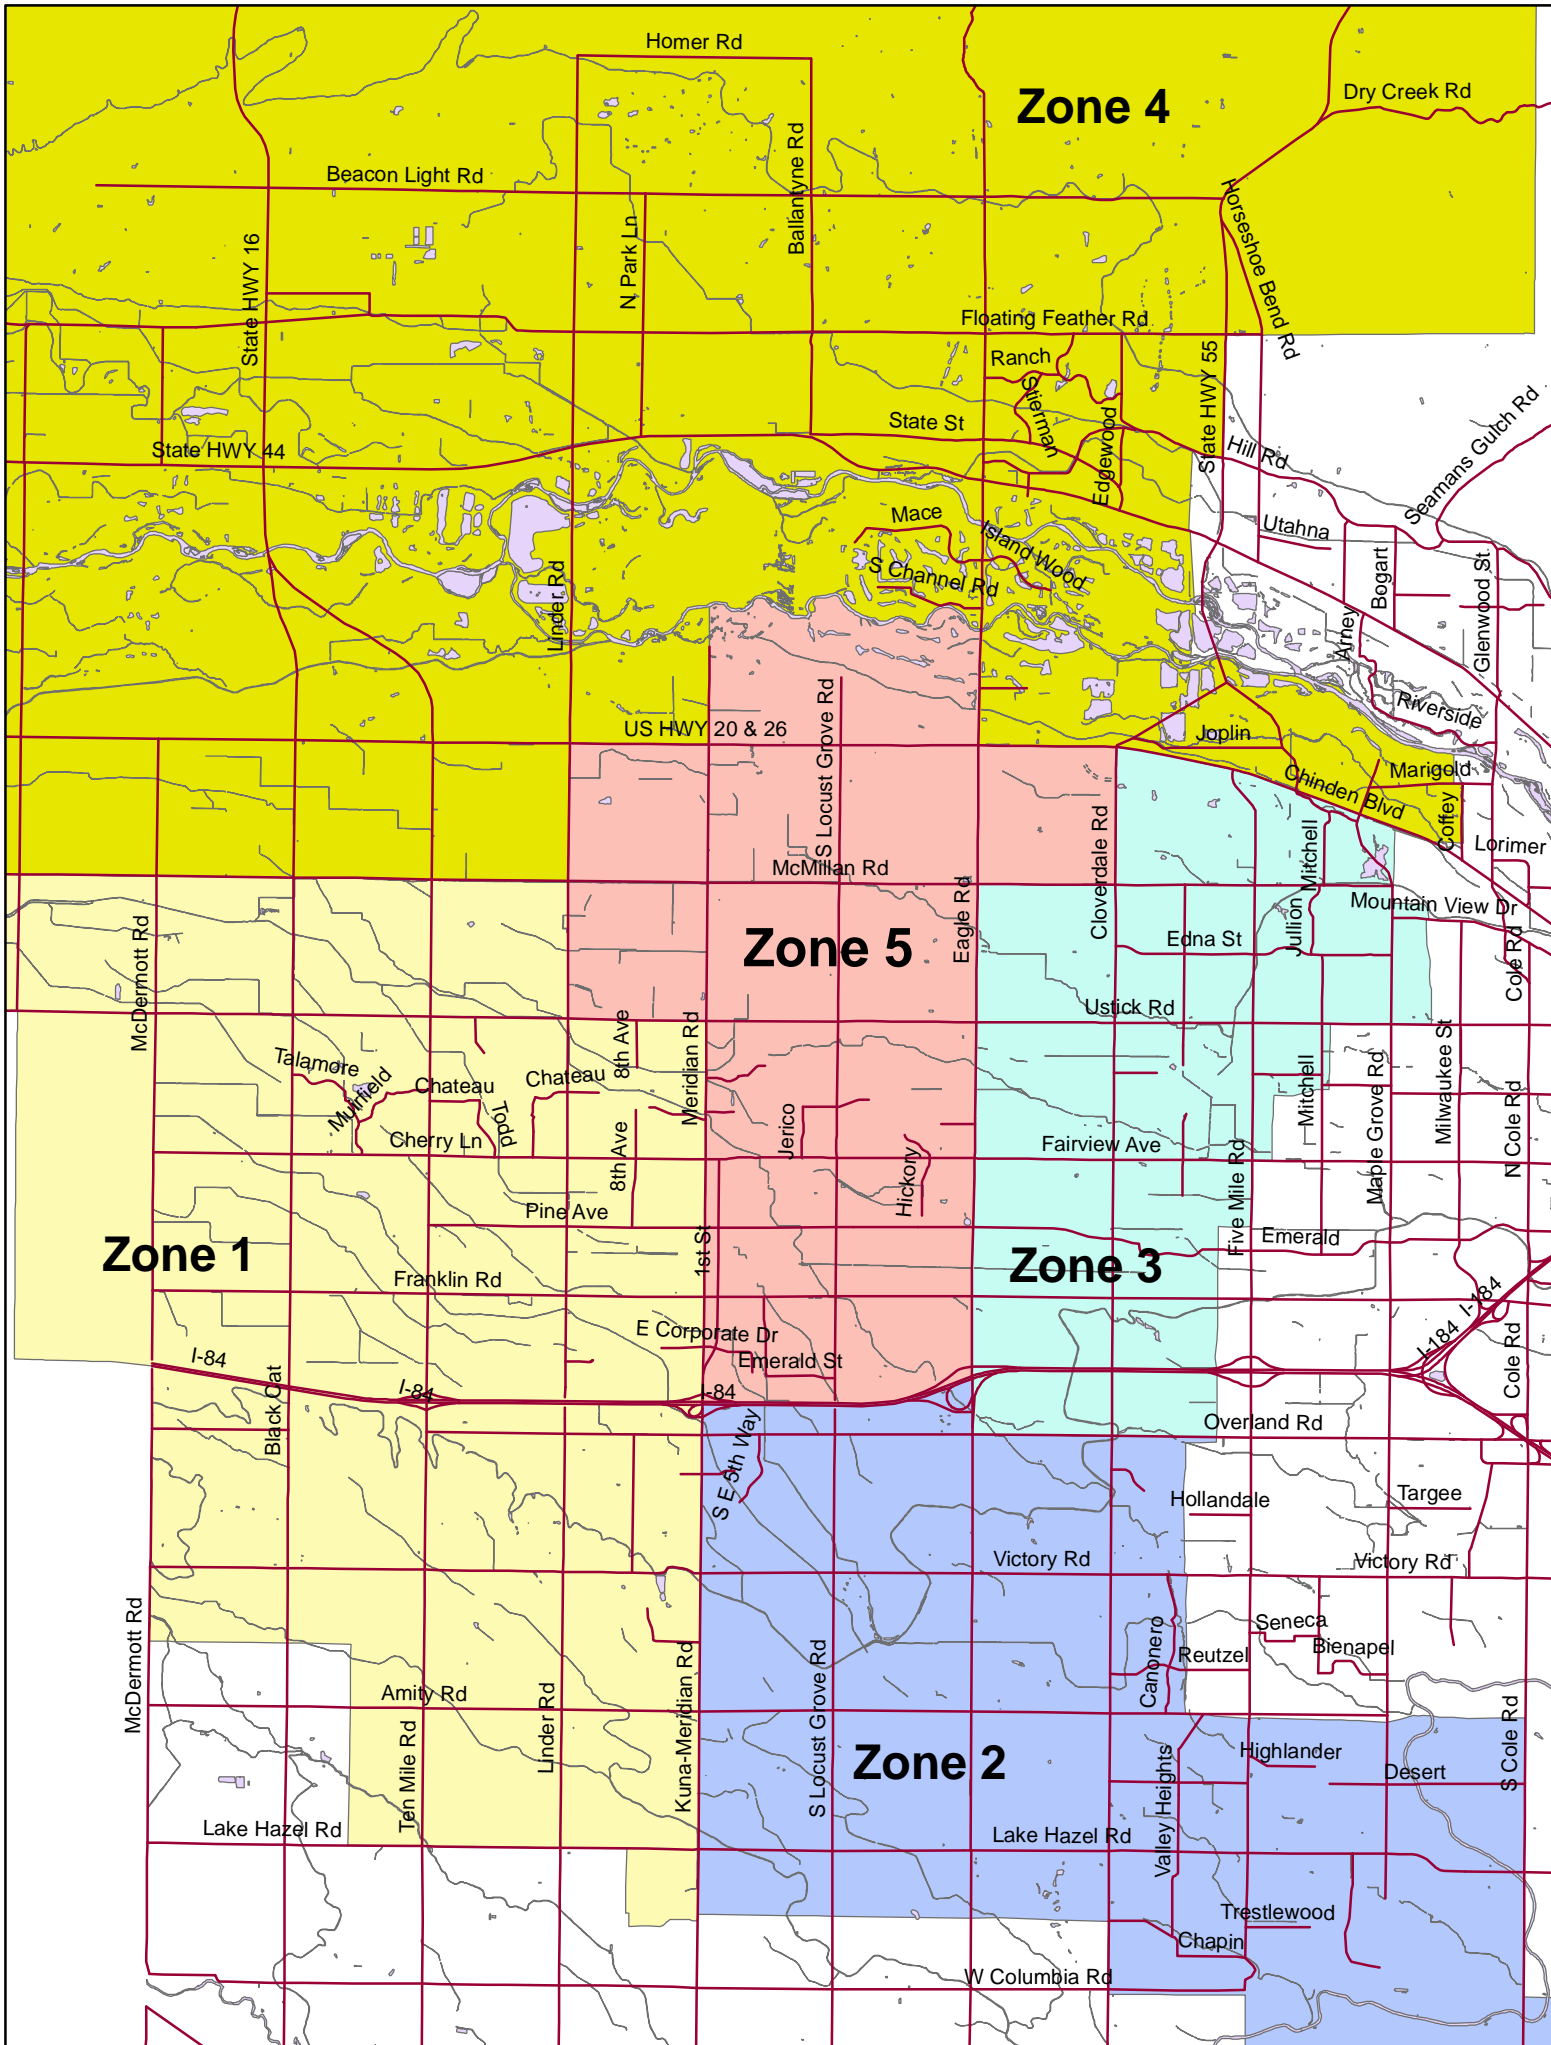 Homer Rd
Zone 4
Dry Creek Rd
Beacon Light Rd
Ballantyne Rd
Horseshoe Bend Rd
State HWY 16
N Park Ln
Floating Feather Rd
Ranch
Stierman
State HWY 55
State St
Edgewood
Hill Rd
Seamans Gulch Rd
State HWY 44
Mace
Island Wood
Utahna
S Channel Rd
Bogart
Linder Rd
Arney
Glenwood St
Riverside
US HWY 20 & 26
S Locust Grove Rd
Joplin
Marigold
Chinden Blvd
Coffey
Cloverdale Rd
Mitchell
Lorimer
McMillan Rd
Eagle Rd
Mountain View Dr
McDermott Rd
Zone 5
Edna St
Jullion
Cole Rd
Ustick Rd
8th Ave
Meridian Rd
Talamore
Muirfield
Chateau
Chateau
Todd
Mitchell
Maple Grove Rd
Milwaukee St
N Cole Rd
Cherry Ln
8th Ave
Jerico
Hickory
Fairview Ave
Five Mile Rd
Pine Ave
Zone 1
1st St
Emerald
Zone 3
Franklin Rd
I-184
E Corporate Dr
I-184
I-84
Emerald St
Cole Rd
Black Cat
I-84
I-84
Overland Rd
S E 5th Way
Hollandale
Targee
Victory Rd
Victory Rd
McDermott Rd
Seneca
Bienapel
Canonero
Reutzel
Kuna-Meridian Rd
S Locust Grove Rd
Amity Rd
Linder Rd
Ten Mile Rd
Zone 2
Highlander
S Cole Rd
Valley Heights
Desert
Lake Hazel Rd
Lake Hazel Rd
Trestlewood
Chapin
W Columbia Rd